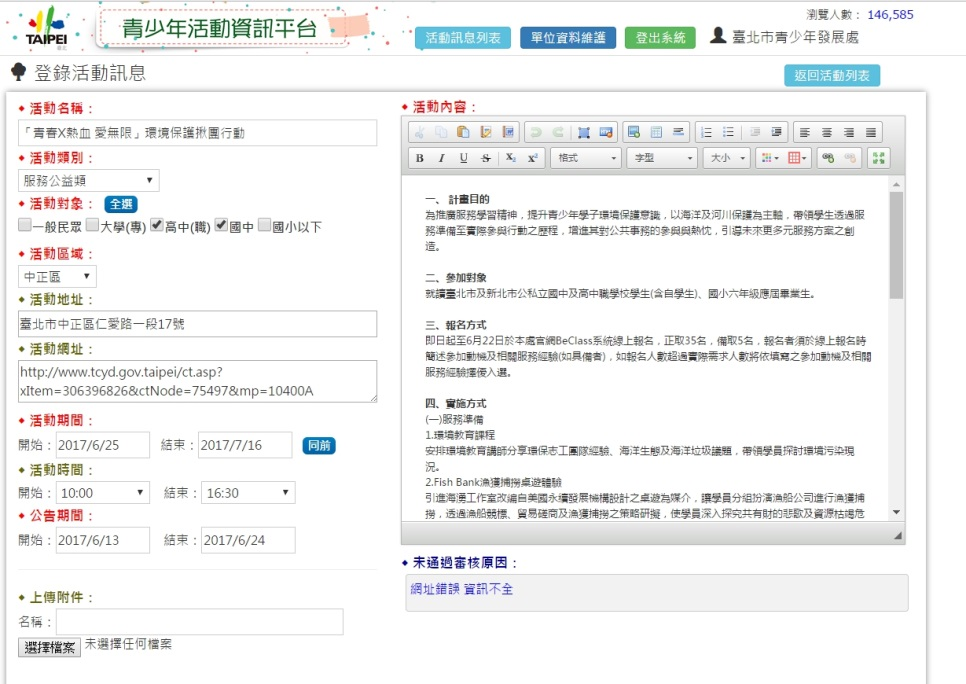 TAIPEI
臺北
青少年活動資訊平台
瀏覽人數： 146,585
活動訊息列表 單位資料維護 登出系統 臺北市青少年發展處
登錄活動訊息
返回活動列表
活動名稱：
「青春X熱血 愛無限」環境保護揪團行動
活動類別：
服務公益類
活動對象： 全選
一般民眾 大學(專) 高中(職) 國中 國小以下
活動區域：
中正區
活動地址：
臺北市中正區仁愛路一段17號
活動網址：
http://www.tcyd.gov.taipei/ct.asp?
xItem=306396826&ctNode=75497&mp=10400A
活動期間：
開始： 2017/6/25 結束： 2017/7/16 同前
活動時間：
開始： 10:00 結束： 16:30
公告期間：
開始： 2017/6/13 結束： 2017/6/24
上傳附件：
名稱：
選擇檔案 未選擇任何檔案
活動內容：
B I U S X₂ X² 格式 字型 大小
一、 計畫目的
為推廣服務學習精神，提升青少年學子環境保護意識，以海洋及河川保護為主軸，帶領學生透過服
務準備至實際參與行動之歷程，增進其對公共事務的參與與熱忱，引導未來更多元服務方案之創
造。
二、參加對象
就讀臺北市及新北市公私立國中及高中職學校學生(含自學生)、國小六年級應屆畢業生。
三、報名方式
即日起至6月22日於本處官網BeClass系統線上報名，正取35名，備取5名，報名者須於線上報名時
簡述參加動機及相關服務經驗(如具備者)，如報名人數超過實際需求人數將依填寫之參加動機及相關
服務經驗擇優入選。
四、實施方式
(一)服務準備
1.環境教育課程
安排環境教育講師分享環保志工團隊經驗、海洋生態及海洋垃圾議題，帶領學員探討環境污染現
況。
2.Fish Bank漁獲捕撈桌遊體驗
引進海湧工作室改編自美國永續發展機構設計之桌遊為媒介，讓學員分組扮演漁船公司進行漁獲捕
撈，透過漁船競標、貿易磋商及漁獲捕撈之策略研擬，使學員深入探究共有財的悲歌及資源枯竭危
未通過審核原因：
網址錯誤 資訊不全